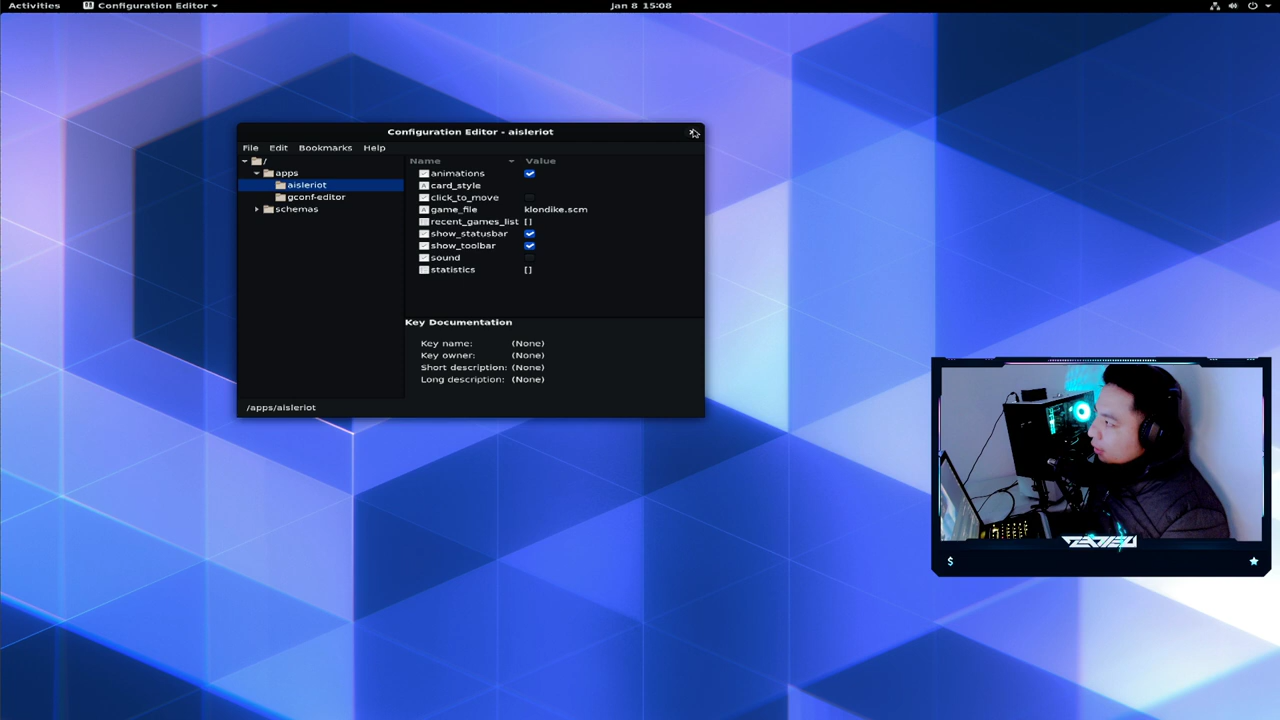 Activities
Configuration Editor
Jan 8 15:08
Configuration Editor - aisleriot
File Edit Bookmarks Help
/
apps
aisleriot
gconf-editor
schemas
Name Value
animations
card_style
click_to_move
game_file klondike.scm
recent_games_list []
show_statusbar
show_toolbar
sound
statistics []
Key Documentation
Key name: (None)
Key owner: (None)
Short description: (None)
Long description: (None)
/apps/aisleriot
$